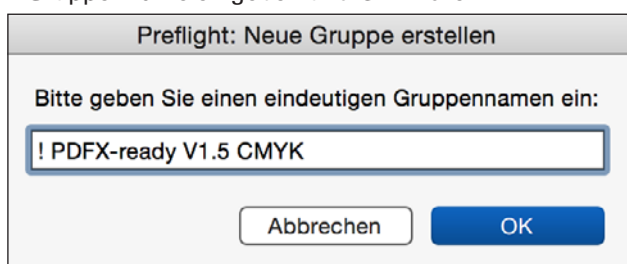 Preflight: Neue Gruppe erstellen
Bitte geben Sie einen eindeutigen Gruppennamen ein:
! PDFX-ready V1.5 CMYK
Abbrechen
OK